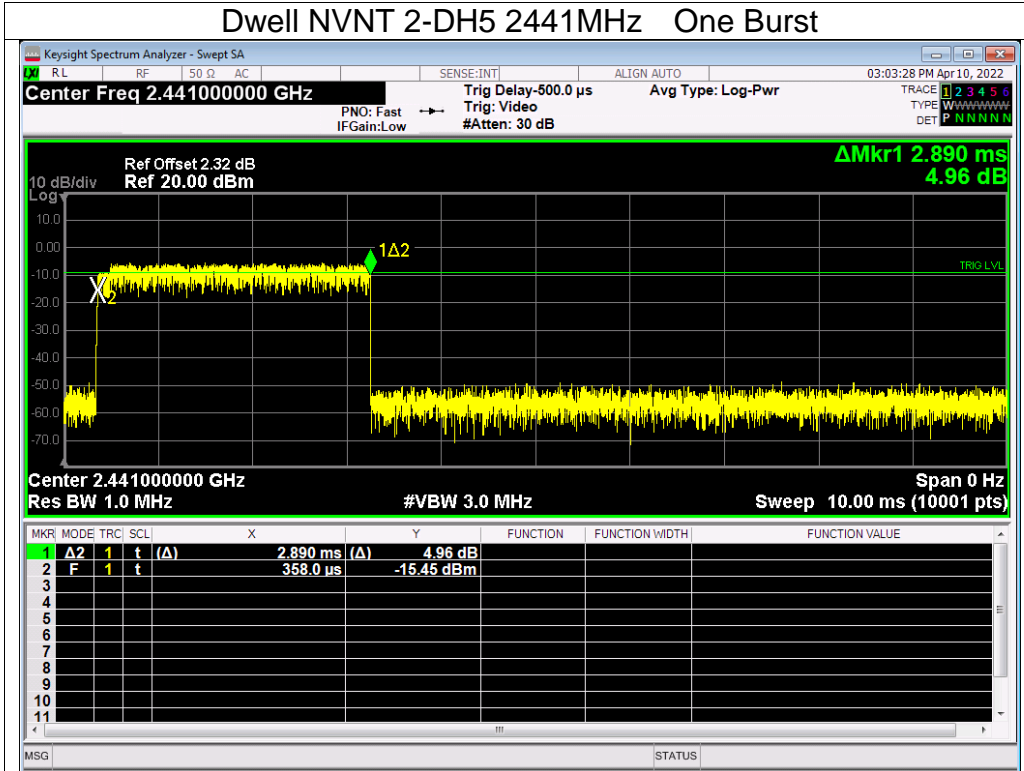 Dwell NVNT 2-DH5 2441MHz One Burst
Keysight Spectrum Analyzer - Swept SA
LXI RL RF 50 Ω AC SENSE:INT ALIGN AUTO 03:03:28 PM Apr 10, 2022
Center Freq 2.441000000 GHz
PNO: Fast
IFGain:Low
Trig Delay-500.0 µs
Trig: Video
#Atten: 30 dB
Avg Type: Log-Pwr
TRACE 1 2 3 4 5 6
TYPE WWWWWW
DET P N N N N N
ΔMkr1 2.890 ms
4.96 dB
Ref Offset 2.32 dB
10 dB/div Ref 20.00 dBm
Log
10.0
0.00
-10.0
-20.0
-30.0
-40.0
-50.0
-60.0
-70.0
1Δ2
TRIG LVL
X2
Center 2.441000000 GHz Span 0 Hz
Res BW 1.0 MHz #VBW 3.0 MHz Sweep 10.00 ms (10001 pts)
MKR MODE TRC SCL X Y FUNCTION FUNCTION WIDTH FUNCTION VALUE
1 Δ2 1 t (Δ) 2.890 ms (Δ) 4.96 dB
2 F 1 t 358.0 µs -15.45 dBm
3
4
5
6
7
8
9
10
11
MSG STATUS